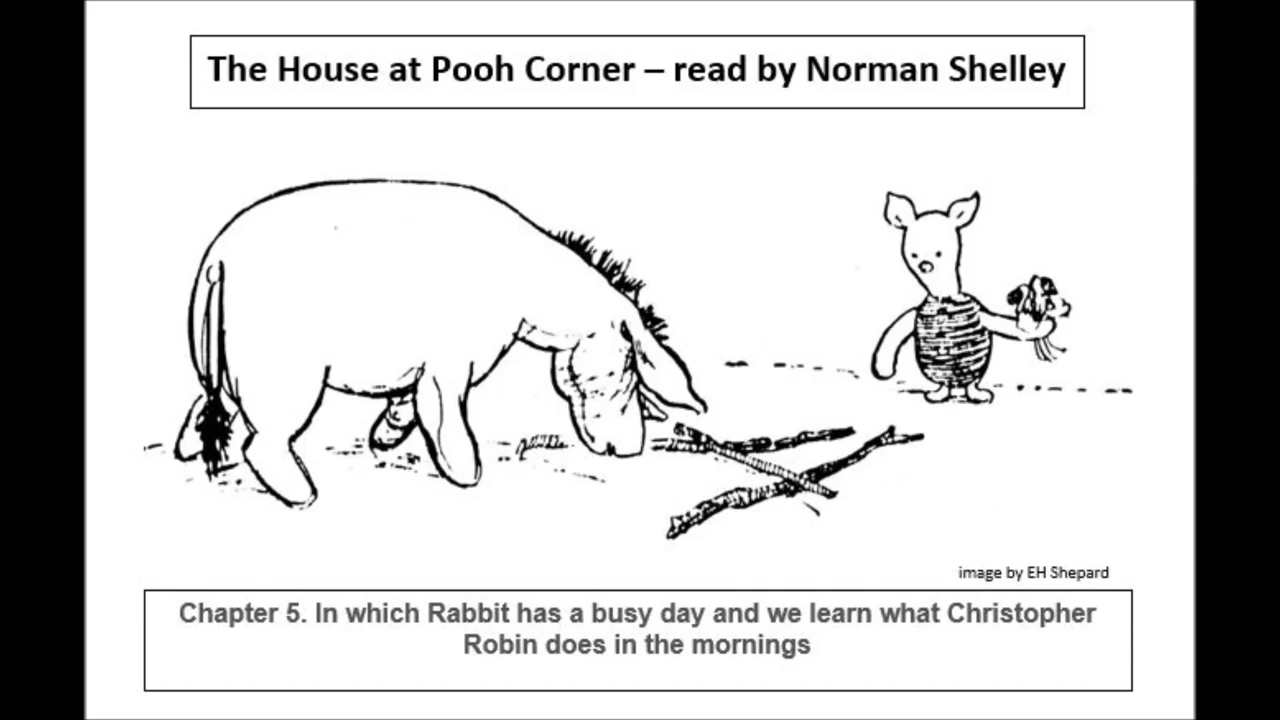 The House at Pooh Corner – read by Norman Shelley
image by EH Shepard
Chapter 5. In which Rabbit has a busy day and we learn what Christopher
Robin does in the mornings